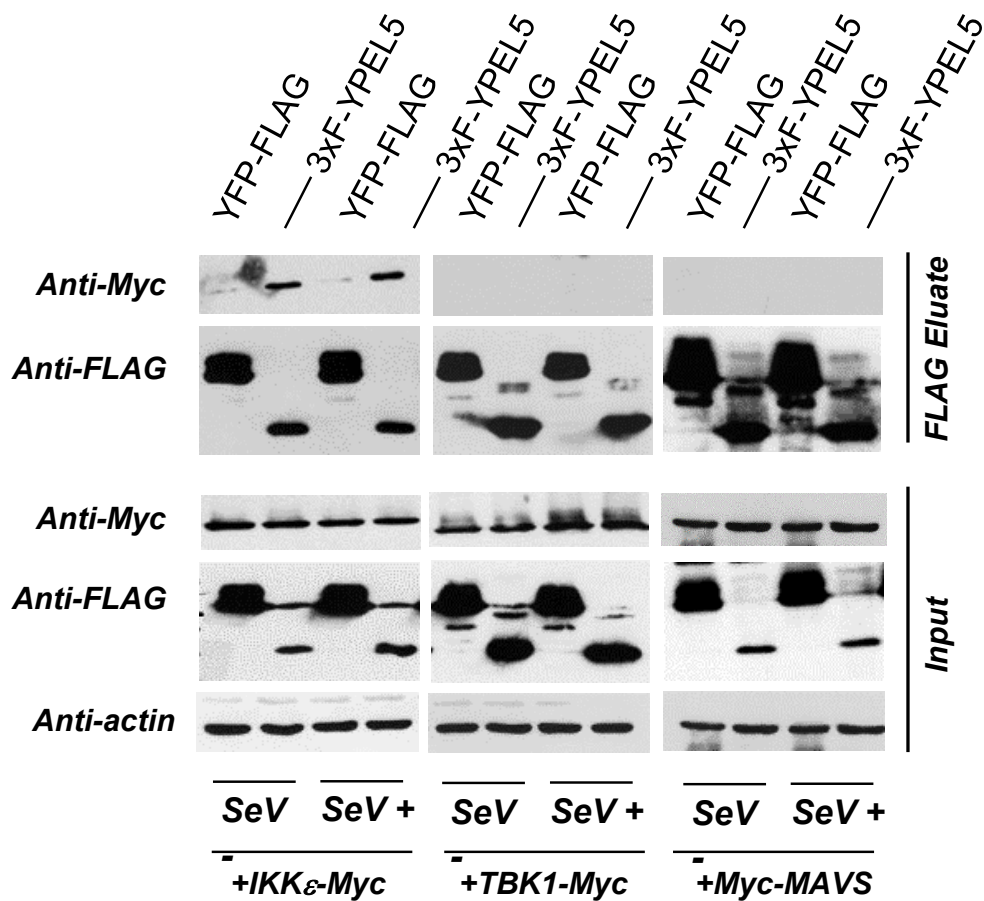 YFP-FLAG
3xF-YPEL5
YFP-FLAG
3xF-YPEL5
YFP-FLAG
3xF-YPEL5
YFP-FLAG
3xF-YPEL5
YFP-FLAG
3xF-YPEL5
YFP-FLAG
3xF-YPEL5
Anti-Myc
Anti-FLAG
FLAG Eluate
Anti-Myc
Anti-FLAG
Anti-actin
Input
SeV - SeV + SeV - SeV + SeV - SeV +
+IKKε-Myc +TBK1-Myc +Myc-MAVS